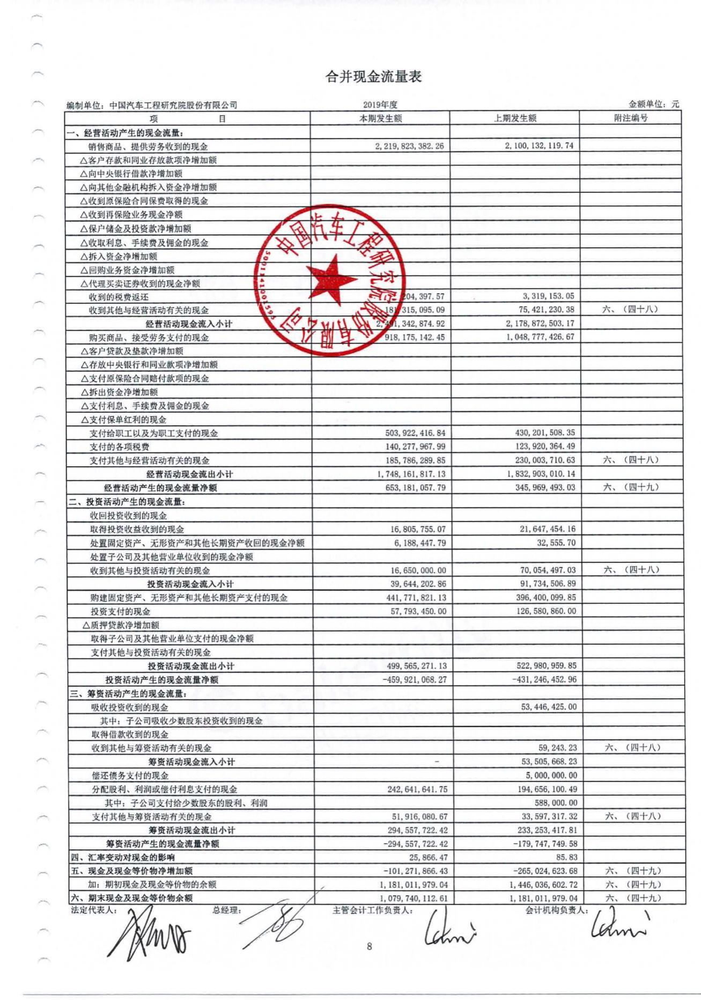 合并现金流量表
编制单位：中国汽车工程研究院股份有限公司 2019年度 金额单位：元
项 目 本期发生额 上期发生额 附注编号
一、经营活动产生的现金流量：
销售商品、提供劳务收到的现金 2,219,823,382.26 2,100,132,119.74
△客户存款和同业存放款项净增加额
△向中央银行借款净增加额
△向其他金融机构拆入资金净增加额
△收到原保险合同保费取得的现金
△收到再保险业务现金净额
△保户储金及投资款净增加额
△收取利息、手续费及佣金的现金
△拆入资金净增加额
△回购业务资金净增加额
△代理买卖证券收到的现金净额
收到的税费返还 204,397.57 3,319,153.05
收到其他与经营活动有关的现金 181,315,095.09 75,421,230.38 六、（四十八）
经营活动现金流入小计 2,401,342,874.92 2,178,872,503.17
购买商品、接受劳务支付的现金 918,175,142.45 1,048,777,426.67
△客户贷款及垫款净增加额
△存放中央银行和同业款项净增加额
△支付原保险合同赔付款项的现金
△拆出资金净增加额
△支付利息、手续费及佣金的现金
△支付保单红利的现金
支付给职工以及为职工支付的现金 503,922,416.84 430,201,508.35
支付的各项税费 140,277,967.99 123,920,364.49
支付其他与经营活动有关的现金 185,786,289.85 230,003,710.63 六、（四十八）
经营活动现金流出小计 1,748,161,817.13 1,832,903,010.14
经营活动产生的现金流量净额 653,181,057.79 345,969,493.03 六、（四十九）
二、投资活动产生的现金流量：
收回投资收到的现金
取得投资收益收到的现金 16,805,755.07 21,647,454.16
处置固定资产、无形资产和其他长期资产收回的现金净额 6,188,447.79 32,555.70
处置子公司及其他营业单位收到的现金净额
收到其他与投资活动有关的现金 16,650,000.00 70,054,497.03 六、（四十八）
投资活动现金流入小计 39,644,202.86 91,734,506.89
购建固定资产、无形资产和其他长期资产支付的现金 441,771,821.13 396,400,099.85
投资支付的现金 57,793,450.00 126,580,860.00
△质押贷款净增加额
取得子公司及其他营业单位支付的现金净额
支付其他与投资活动有关的现金
投资活动现金流出小计 499,565,271.13 522,980,959.85
投资活动产生的现金流量净额 -459,921,068.27 -431,246,452.96
三、筹资活动产生的现金流量：
吸收投资收到的现金 53,446,425.00
其中：子公司吸收少数股东投资收到的现金
取得借款收到的现金
收到其他与筹资活动有关的现金 59,243.23 六、（四十八）
筹资活动现金流入小计 - 53,505,668.23
偿还债务支付的现金 5,000,000.00
分配股利、利润或偿付利息支付的现金 242,641,641.75 194,656,100.49
其中：子公司支付给少数股东的股利、利润 588,000.00
支付其他与筹资活动有关的现金 51,916,080.67 33,597,317.32 六、（四十八）
筹资活动现金流出小计 294,557,722.42 233,253,417.81
筹资活动产生的现金流量净额 -294,557,722.42 -179,747,749.58
四、汇率变动对现金的影响 25,866.47 85.83
五、现金及现金等价物净增加额 -101,271,866.43 -265,024,623.68 六、（四十九）
加：期初现金及现金等价物的余额 1,181,011,979.04 1,446,036,602.72 六、（四十九）
六、期末现金及现金等价物余额 1,079,740,112.61 1,181,011,979.04 六、（四十九）
法定代表人： 总经理： 主管会计工作负责人： 会计机构负责人：
8
中国汽车工程研究院股份有限公司
5001141001595